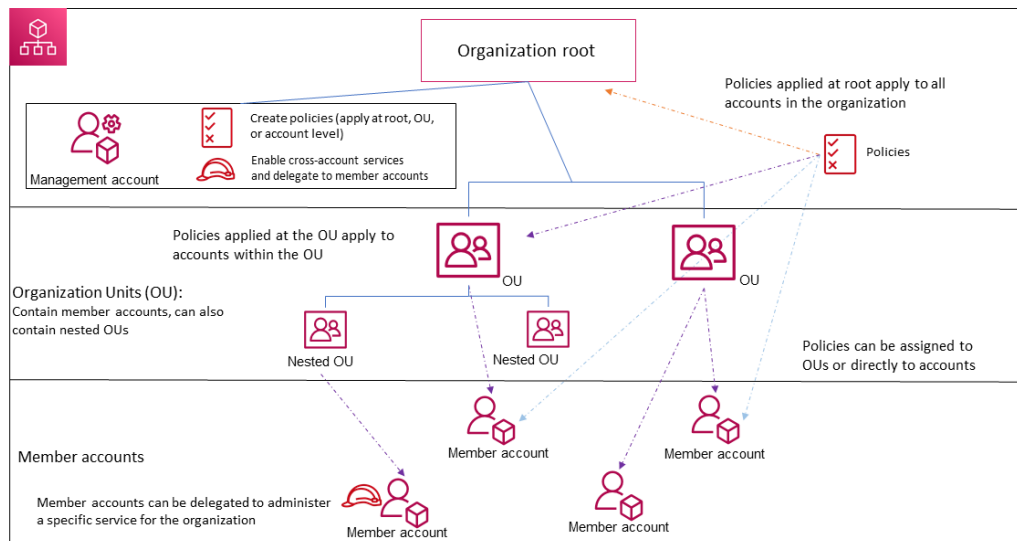 Organization root
Policies applied at root apply to all
accounts in the organization
Create policies (apply at root, OU,
or account level)
Policies
Enable cross-account services
and delegate to member accounts
Management account
Policies applied at the OU apply to
accounts within the OU
OU
OU
Organization Units (OU):
Contain member accounts, can also
contain nested OUs
Nested OU
Nested OU
Policies can be assigned to
OUs or directly to accounts
Member account
Member account
Member accounts
Member accounts can be delegated to administer
a specific service for the organization
Member account
Member account